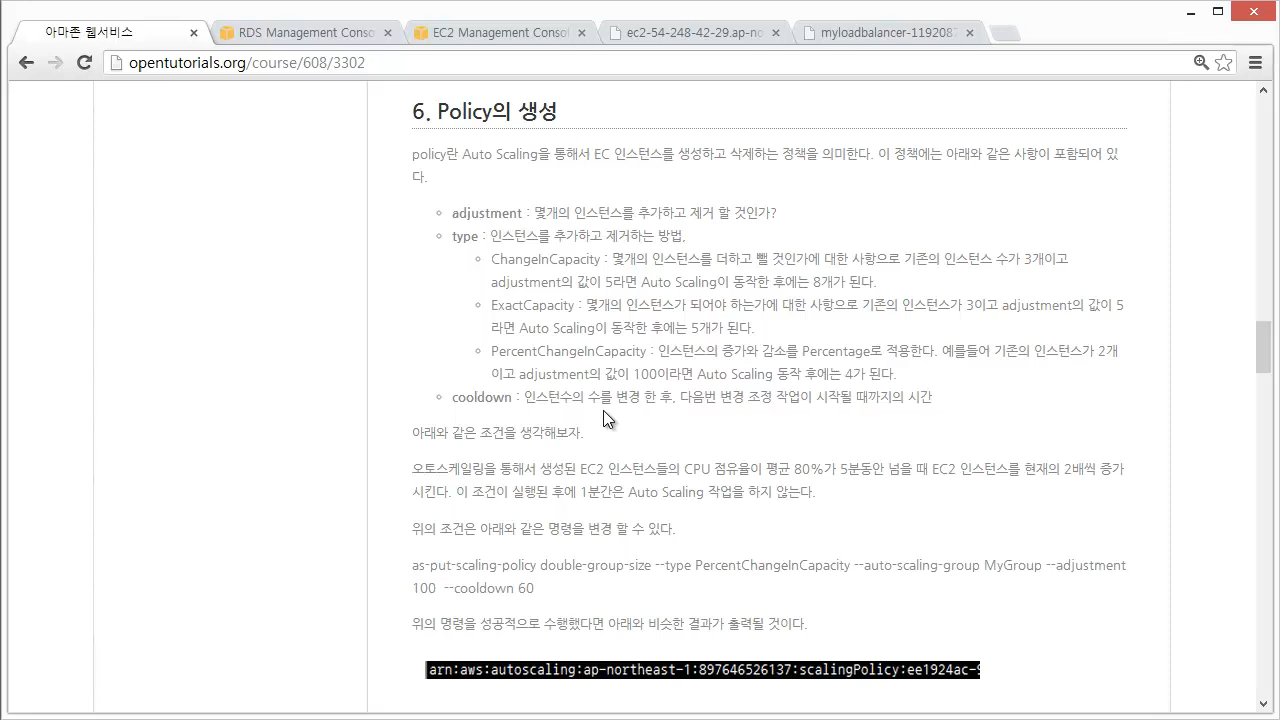 아마존 웹서비스
RDS Management Conso
EC2 Management Consol
ec2-54-248-42-29.ap-no
myloadbalancer-119208
opentutorials.org/course/608/3302
6. Policy의 생성
policy란 Auto Scaling을 통해서 EC 인스턴스를 생성하고 삭제하는 정책을 의미한다. 이 정책에는 아래와 같은 사항이 포함되어 있
다.
adjustment : 몇개의 인스턴스를 추가하고 제거 할 것인가?
type : 인스턴스를 추가하고 제거하는 방법,
ChangeInCapacity : 몇개의 인스턴스를 더하고 뺄 것인가에 대한 사항으로 기존의 인스턴스 수가 3개이고
adjustment의 값이 5라면 Auto Scaling이 동작한 후에는 8개가 된다.
ExactCapacity : 몇개의 인스턴스가 되어야 하는가에 대한 사항으로 기존의 인스턴스가 3이고 adjustment의 값이 5
라면 Auto Scaling이 동작한 후에는 5개가 된다.
PercentChangeInCapacity : 인스턴스의 증가와 감소를 Percentage로 적용한다. 예를들어 기존의 인스턴스가 2개
이고 adjustment의 값이 100이라면 Auto Scaling 동작 후에는 4가 된다.
cooldown : 인스턴수의 수를 변경 한 후, 다음번 변경 조정 작업이 시작될 때까지의 시간
아래와 같은 조건을 생각해보자.
오토스케일링을 통해서 생성된 EC2 인스턴스들의 CPU 점유율이 평균 80%가 5분동안 넘을 때 EC2 인스턴스를 현재의 2배씩 증가
시킨다. 이 조건이 실행된 후에 1분간은 Auto Scaling 작업을 하지 않는다.
위의 조건은 아래와 같은 명령을 변경 할 수 있다.
as-put-scaling-policy double-group-size --type PercentChangeInCapacity --auto-scaling-group MyGroup --adjustment
100 --cooldown 60
위의 명령을 성공적으로 수행했다면 아래와 비슷한 결과가 출력될 것이다.
arn:aws:autoscaling:ap-northeast-1:897646526137:scalingPolicy:ee1924ac-